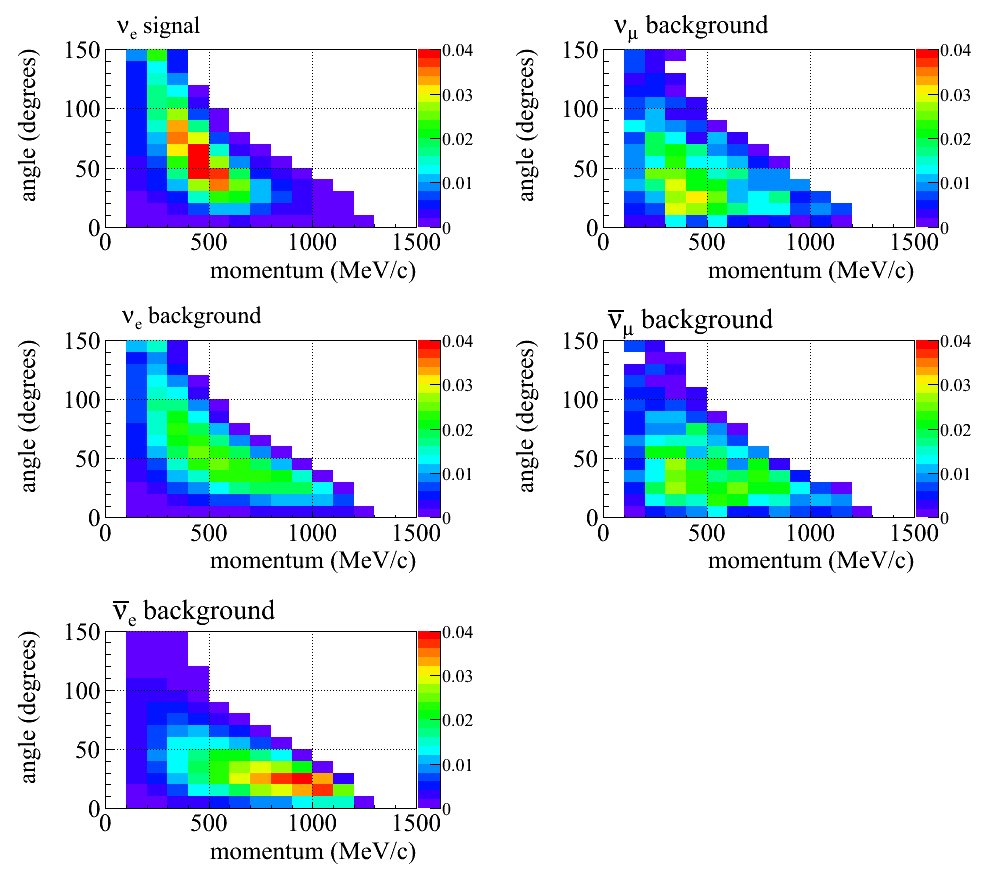 νe signal
150
100
50
0
0 500 1000 1500
angle (degrees)
momentum (MeV/c)
0.04
0.03
0.02
0.01
0
νμ background
150
100
50
0
0 500 1000 1500
angle (degrees)
momentum (MeV/c)
0.04
0.03
0.02
0.01
0
νe background
150
100
50
0
0 500 1000 1500
angle (degrees)
momentum (MeV/c)
0.04
0.03
0.02
0.01
0
ν̅μ background
150
100
50
0
0 500 1000 1500
angle (degrees)
momentum (MeV/c)
0.04
0.03
0.02
0.01
0
ν̅e background
150
100
50
0
0 500 1000 1500
angle (degrees)
momentum (MeV/c)
0.04
0.03
0.02
0.01
0